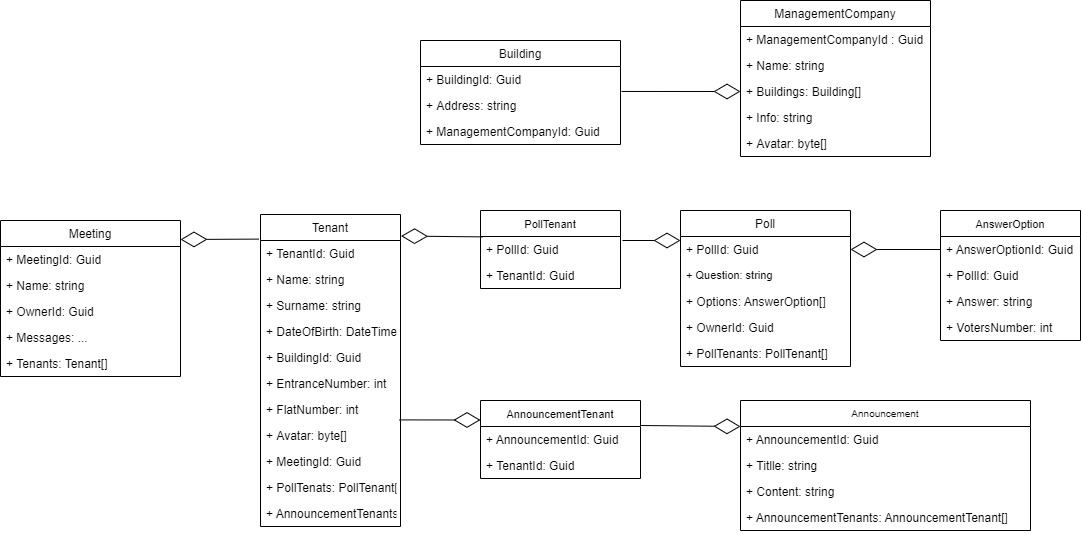 ManagementCompany
+ ManagementCompanyId : Guid
+ Name: string
+ Buildings: Building[]
+ Info: string
+ Avatar: byte[]
Building
+ BuildingId: Guid
+ Address: string
+ ManagementCompanyId: Guid
Meeting
+ MeetingId: Guid
+ Name: string
+ OwnerId: Guid
+ Messages: ...
+ Tenants: Tenant[]
Tenant
+ TenantId: Guid
+ Name: string
+ Surname: string
+ DateOfBirth: DateTime
+ BuildingId: Guid
+ EntranceNumber: int
+ FlatNumber: int
+ Avatar: byte[]
+ MeetingId: Guid
+ PollTenats: PollTenant[
+ AnnouncementTenants
PollTenant
+ PollId: Guid
+ TenantId: Guid
Poll
+ PollId: Guid
+ Question: string
+ Options: AnswerOption[]
+ OwnerId: Guid
+ PollTenants: PollTenant[]
AnswerOption
+ AnswerOptionId: Guid
+ PollId: Guid
+ Answer: string
+ VotersNumber: int
AnnouncementTenant
+ AnnouncementId: Guid
+ TenantId: Guid
Announcement
+ AnnouncementId: Guid
+ Titlle: string
+ Content: string
+ AnnouncementTenants: AnnouncementTenant[]